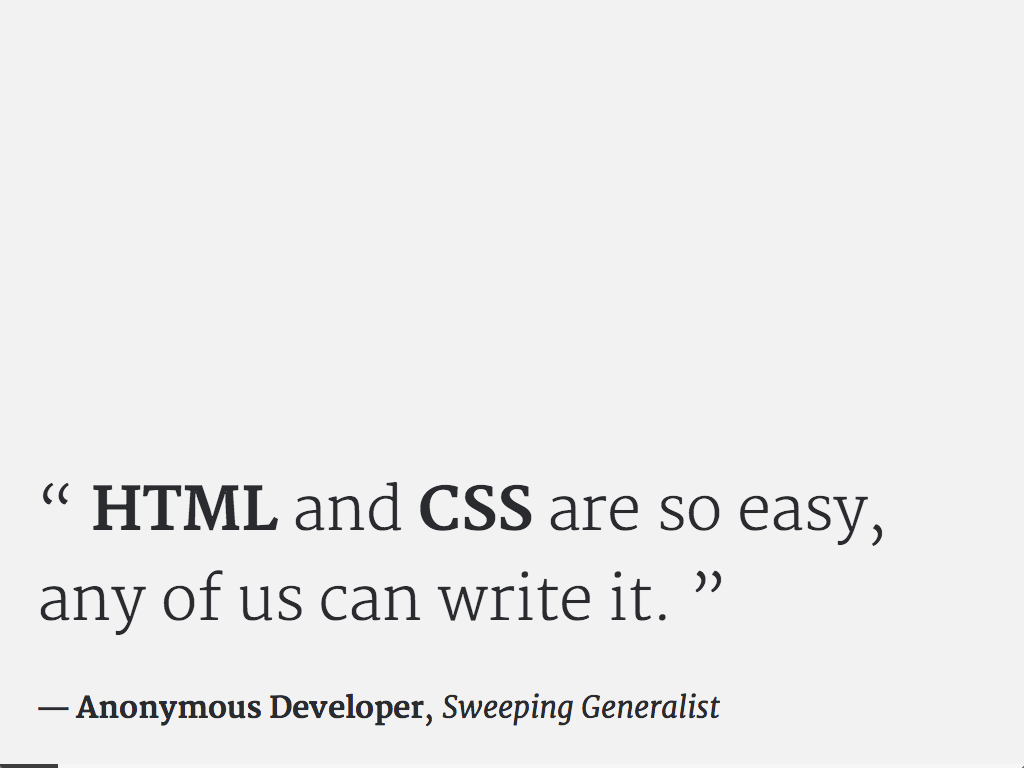 “ HTML and CSS are so easy,
any of us can write it. ”
— Anonymous Developer, Sweeping Generalist